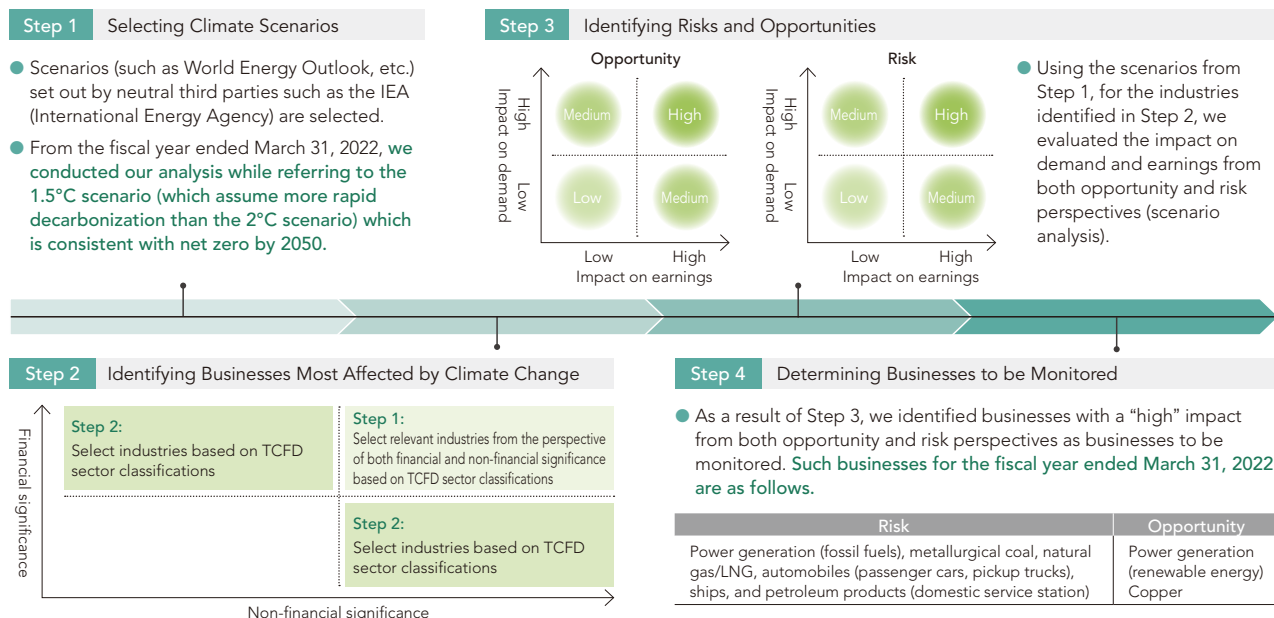 Step 1 Selecting Climate Scenarios
● Scenarios (such as World Energy Outlook, etc.)
set out by neutral third parties such as the IEA
(International Energy Agency) are selected.
● From the fiscal year ended March 31, 2022, we
conducted our analysis while referring to the
1.5°C scenario (which assume more rapid
decarbonization than the 2°C scenario) which
is consistent with net zero by 2050.
Step 3 Identifying Risks and Opportunities
Opportunity
Impact on demand
High
Low
Medium
High
Low
Medium
Low
High
Impact on earnings
Risk
Impact on demand
High
Low
Medium
High
Low
Medium
Low
High
Impact on earnings
● Using the scenarios from
Step 1, for the industries
identified in Step 2, we
evaluated the impact on
demand and earnings from
both opportunity and risk
perspectives (scenario
analysis).
Step 2 Identifying Businesses Most Affected by Climate Change
Financial significance
Step 2:
Select industries based on TCFD
sector classifications
Step 1:
Select relevant industries from the perspective
of both financial and non-financial significance
based on TCFD sector classifications
Step 2:
Select industries based on TCFD
sector classifications
Non-financial significance
Step 4 Determining Businesses to be Monitored
● As a result of Step 3, we identified businesses with a “high” impact
from both opportunity and risk perspectives as businesses to be
monitored. Such businesses for the fiscal year ended March 31, 2022
are as follows.
Risk
Opportunity
Power generation (fossil fuels), metallurgical coal, natural
gas/LNG, automobiles (passenger cars, pickup trucks),
ships, and petroleum products (domestic service station)
Power generation
(renewable energy)
Copper